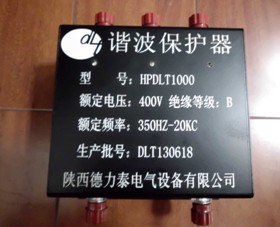 dLT 谐波保护器
型 号：HPDLT1000
额定电压：400V 绝缘等级：B
额定频率：350HZ-20KC
生产批号：DLT130618
陕西德力泰电气设备有限公司